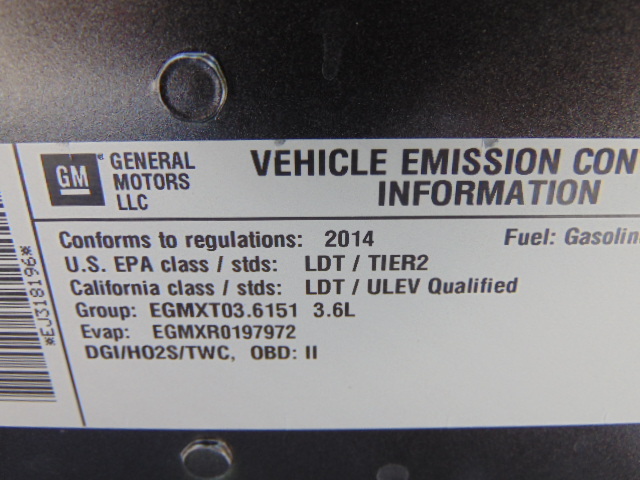 GM
GENERAL
MOTORS
LLC
VEHICLE EMISSION CON
INFORMATION
Conforms to regulations: 2014
Fuel: Gasolin
U.S. EPA class / stds: LDT / TIER2
California class / stds: LDT / ULEV Qualified
Group: EGMXT03.6151 3.6L
Evap: EGMXR0197972
DGI/HO2S/TWC, OBD: II
*EJ318196*